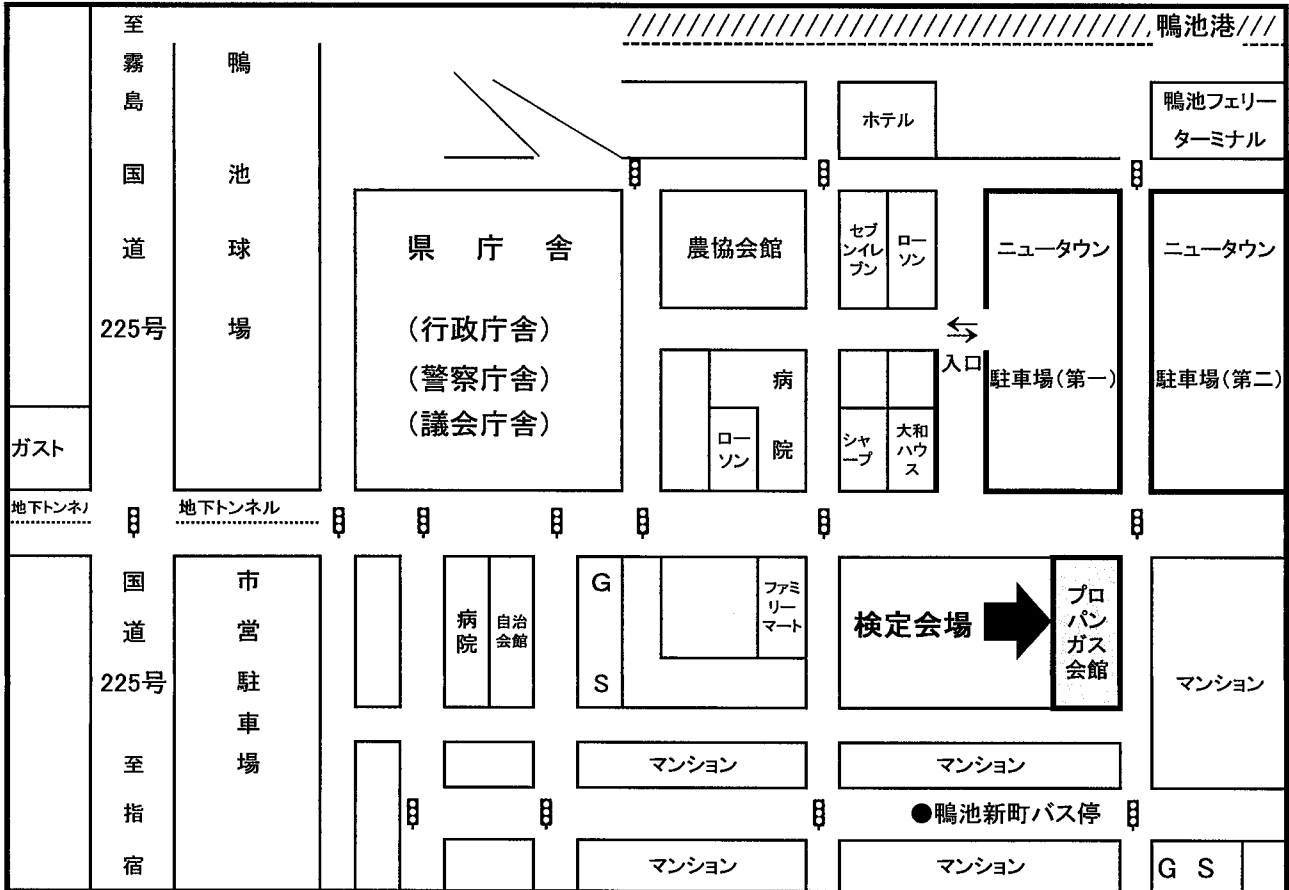 至霧島
国道225号
鴨池球場
鴨池港
ホテル
鴨池フェリー
ターミナル
県庁舎
(行政庁舎)
(警察庁舎)
(議会庁舎)
農協会館
セブ
ンイレ
ブン
ロー
ソン
ニュータウン
駐車場(第一)
ニュータウン
駐車場(第二)
入口
病院
ロー
ソン
シャ
ープ
大和
ハウ
ス
ガスト
地下トンネル
地下トンネル
国道225号
至指宿
市営駐車場
病院
自治
会館
GS
ファミ
リー
マート
検定会場
プロ
パン
ガス
会館
マンション
マンション
マンション
●鴨池新町バス停
マンション
マンション
GS